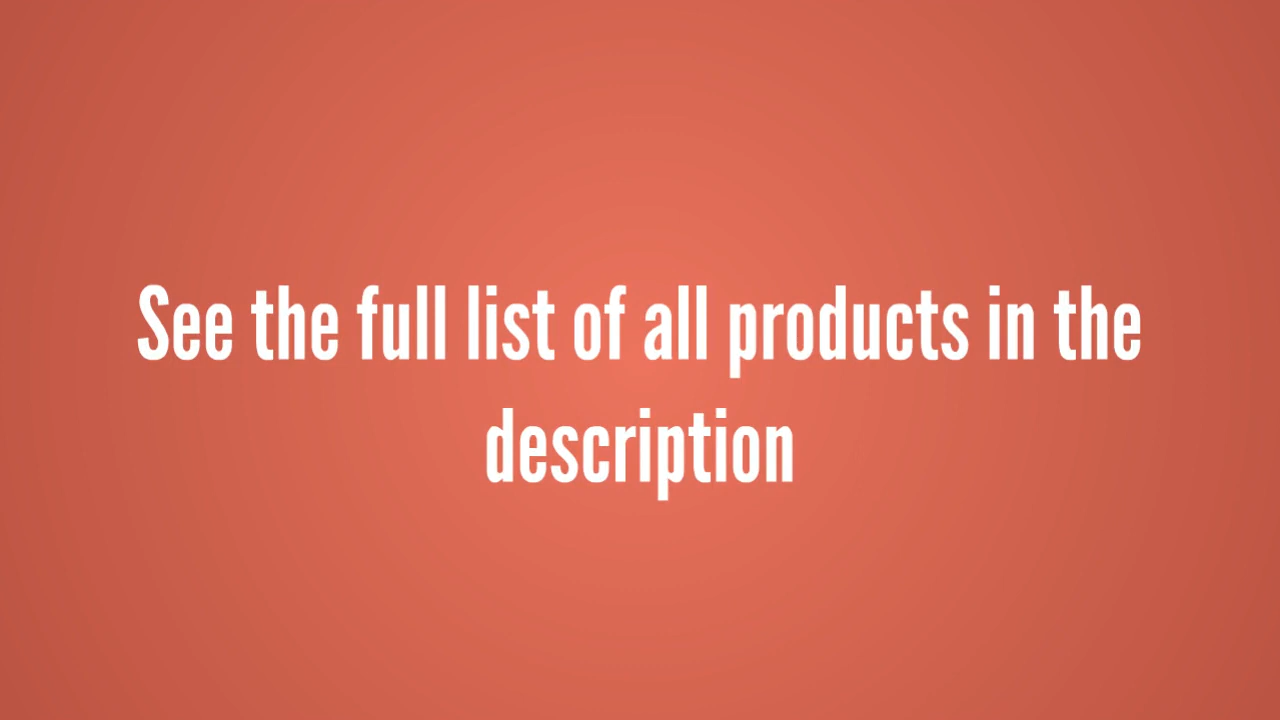 See the full list of all products in the
description